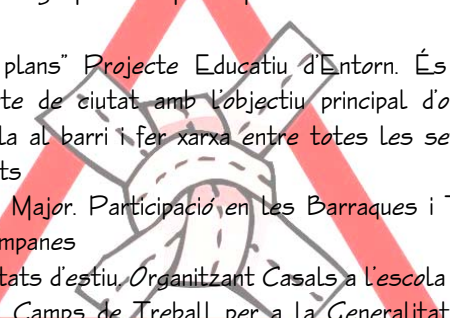 plans" Projecte Educatiu d'Entorn. És
te de ciutat amb l'objectiu principal d'o
la al barri i fer xarxa entre totes les se
ts
Major. Participació en les Barraques i T
mpanes
tats d'estiu. Organitzant Casals a l'escola
Camps de Treball per a la Generalitat